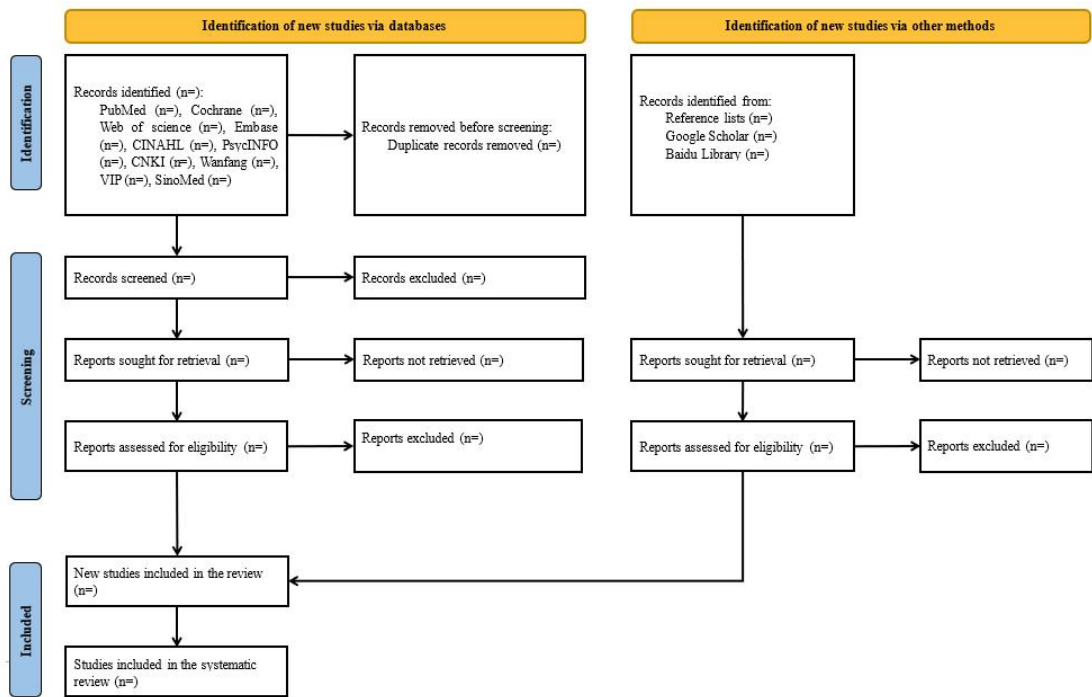 Identification of new studies via databases
Identification of new studies via other methods
Identification
Records identified (n=):
PubMed (n=), Cochrane (n=),
Web of science (n=), Embase
(n=), CINAHL (n=), PsycINFO
(n=), CNKI (n=), Wanfang (n=),
VIP (n=), SinoMed (n=)
Records removed before screening:
Duplicate records removed (n=)
Records identified from:
Reference lists (n=)
Google Scholar (n=)
Baidu Library (n=)
Screening
Records screened (n=)
Records excluded (n=)
Reports sought for retrieval (n=)
Reports not retrieved (n=)
Reports sought for retrieval (n=)
Reports not retrieved (n=)
Reports assessed for eligibility (n=)
Reports excluded (n=)
Reports assessed for eligibility (n=)
Reports excluded (n=)
Included
New studies included in the review
(n=)
Studies included in the systematic
review (n=)